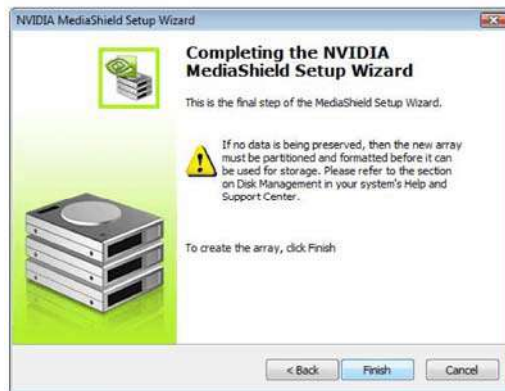 NVIDIA MediaShield Setup Wizard
Completing the NVIDIA
MediaShield Setup Wizard
This is the final step of the MediaShield Setup Wizard.
If no data is being preserved, then the new array
must be partitioned and formatted before it can
be used for storage. Please refer to the section
on Disk Management in your system's Help and
Support Center.
To create the array, click Finish
< Back
Finish
Cancel